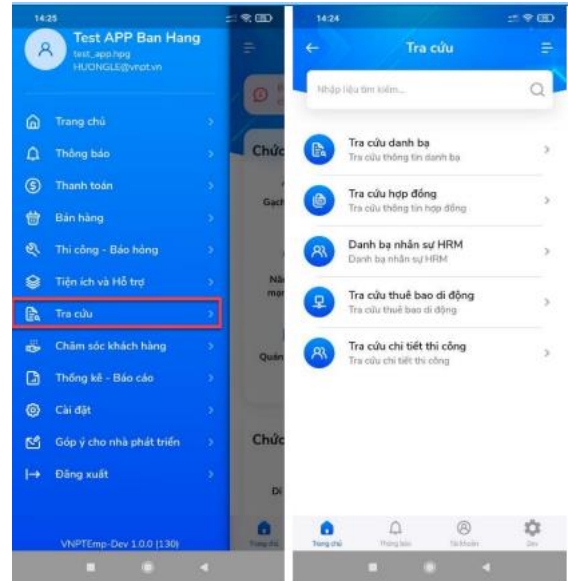 14:25
Test APP Ban Hang
test_app.hpg
HUONGLE@vnpt.vn
Trang chủ
Thông báo
Thanh toán
Bán hàng
Thi công - Báo hỏng
Tiện ích và Hỗ trợ
Tra cứu
Chăm sóc khách hàng
Thống kê - Báo cáo
Cài đặt
Góp ý cho nhà phát triển
Đăng xuất
VNPTEmp-Dev 1.0.0 (130)
Chức
Gạch
Quản
Chức
Di
Trang chủ
14:24
Tra cứu
Nhập liệu tìm kiếm...
Tra cứu danh bạ
Tra cứu thông tin danh bạ
Tra cứu hợp đồng
Tra cứu thông tin hợp đồng
Danh bạ nhân sự HRM
Danh bạ nhân sự HRM
Tra cứu thuê bao di động
Tra cứu thuê bao di động
Tra cứu chi tiết thi công
Tra cứu chi tiết thi công
Trang chủ
Thông báo
Tài khoản
Dev